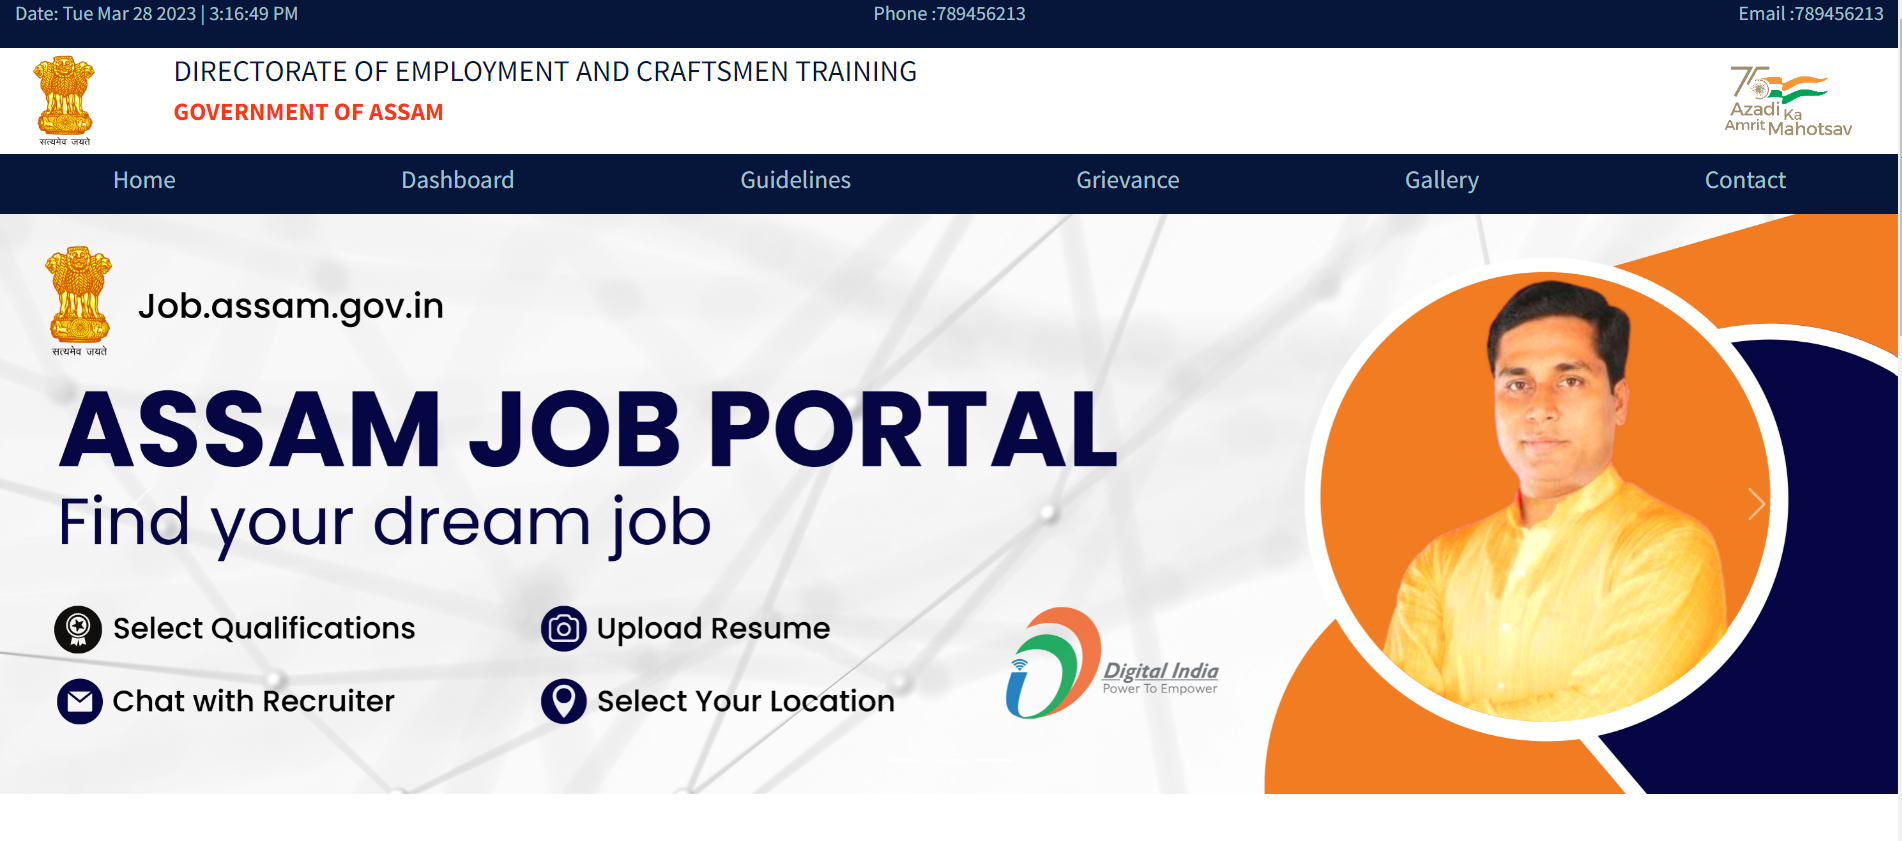 Date: Tue Mar 28 2023 | 3:16:49 PM
Phone :789456213
Email :789456213
सत्यमेव जयते
DIRECTORATE OF EMPLOYMENT AND CRAFTSMEN TRAINING
GOVERNMENT OF ASSAM
75
Azadi Ka
Amrit Mahotsav
Home
Dashboard
Guidelines
Grievance
Gallery
Contact
सत्यमेव जयते
Job.assam.gov.in
ASSAM JOB PORTAL
Find your dream job
Select Qualifications
Upload Resume
Chat with Recruiter
Select Your Location
Digital India
Power To Empower